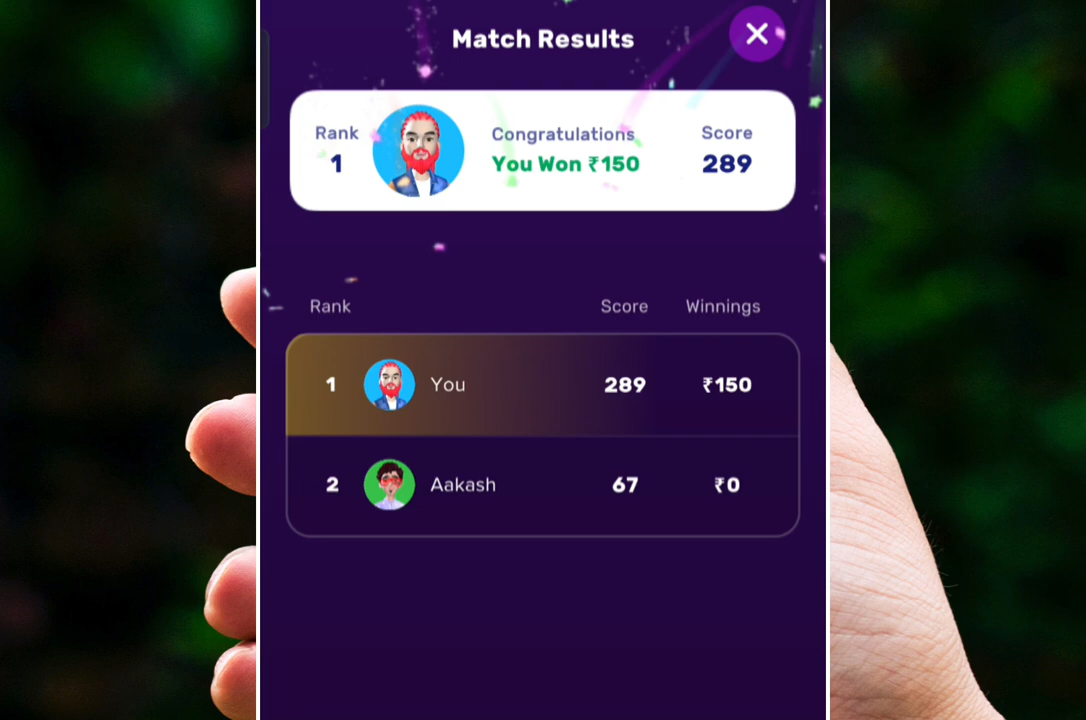 Match Results
Rank
1
Congratulations
You Won ₹150
Score
289
Rank Score Winnings
1 You 289 ₹150
2 Aakash 67 ₹0